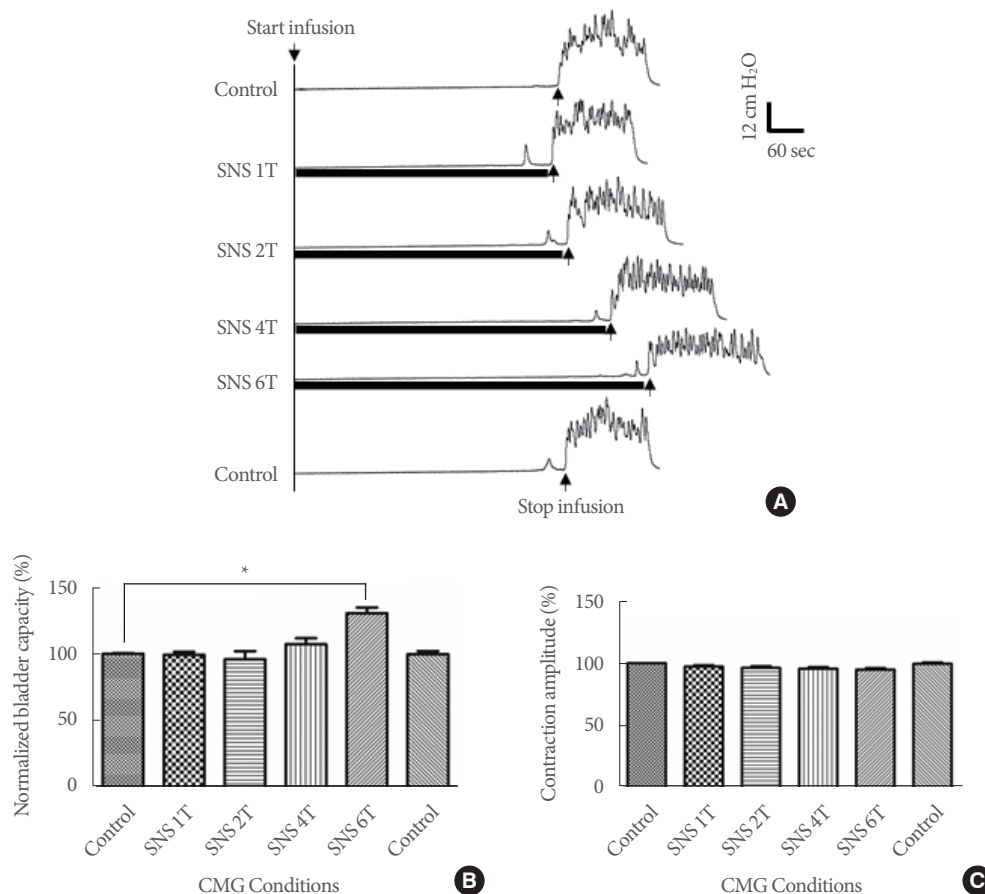 Start infusion
Control
SNS 1T
SNS 2T
SNS 4T
SNS 6T
Control
Stop infusion
12 cm H₂O
60 sec
A
Normalized bladder capacity (%)
150
100
50
0
*
Control
SNS 1T
SNS 2T
SNS 4T
SNS 6T
Control
CMG Conditions
B
Contraction amplitude (%)
150
100
50
0
Control
SNS 1T
SNS 2T
SNS 4T
SNS 6T
Control
CMG Conditions
C